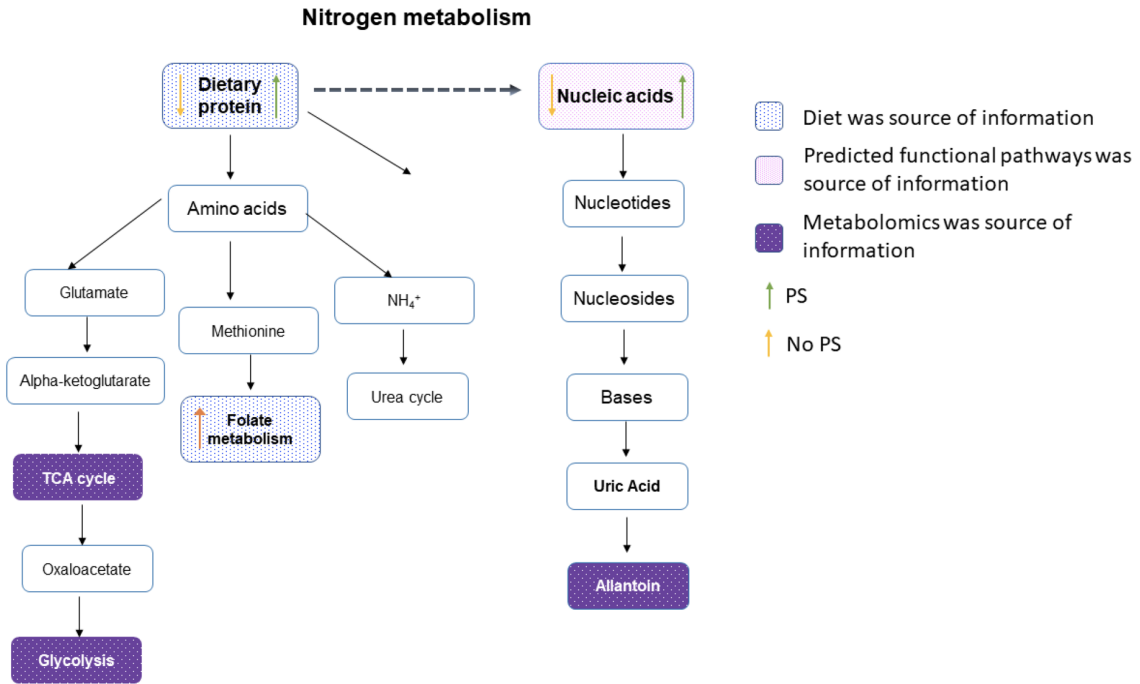 Nitrogen metabolism
Dietary
protein
Nucleic acids
Amino acids
Nucleotides
Glutamate
Methionine
NH₄⁺
Nucleosides
Alpha-ketoglutarate
Folate
metabolism
Urea cycle
Bases
TCA cycle
Uric Acid
Oxaloacetate
Allantoin
Glycolysis
Diet was source of information
Predicted functional pathways was
source of information
Metabolomics was source of
information
PS
No PS